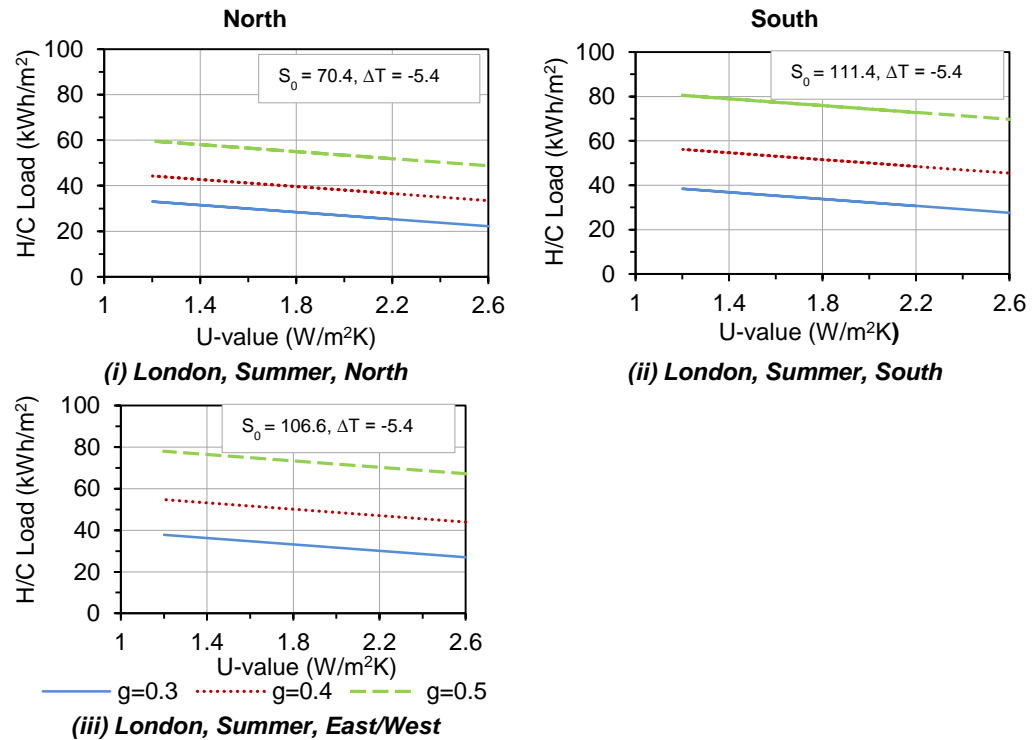 North
H/C Load (kWh/m²)
100
80
60
40
20
0
S₀ = 70.4, ΔT = -5.4
1 1.4 1.8 2.2 2.6
U-value (W/m²K)
(i) London, Summer, North
South
H/C Load (kWh/m²)
100
80
60
40
20
0
S₀ = 111.4, ΔT = -5.4
1 1.4 1.8 2.2 2.6
U-value (W/m²K)
(ii) London, Summer, South
H/C Load (kWh/m²)
100
80
60
40
20
0
S₀ = 106.6, ΔT = -5.4
1 1.4 1.8 2.2 2.6
U-value (W/m²K)
g=0.3 g=0.4 g=0.5
(iii) London, Summer, East/West